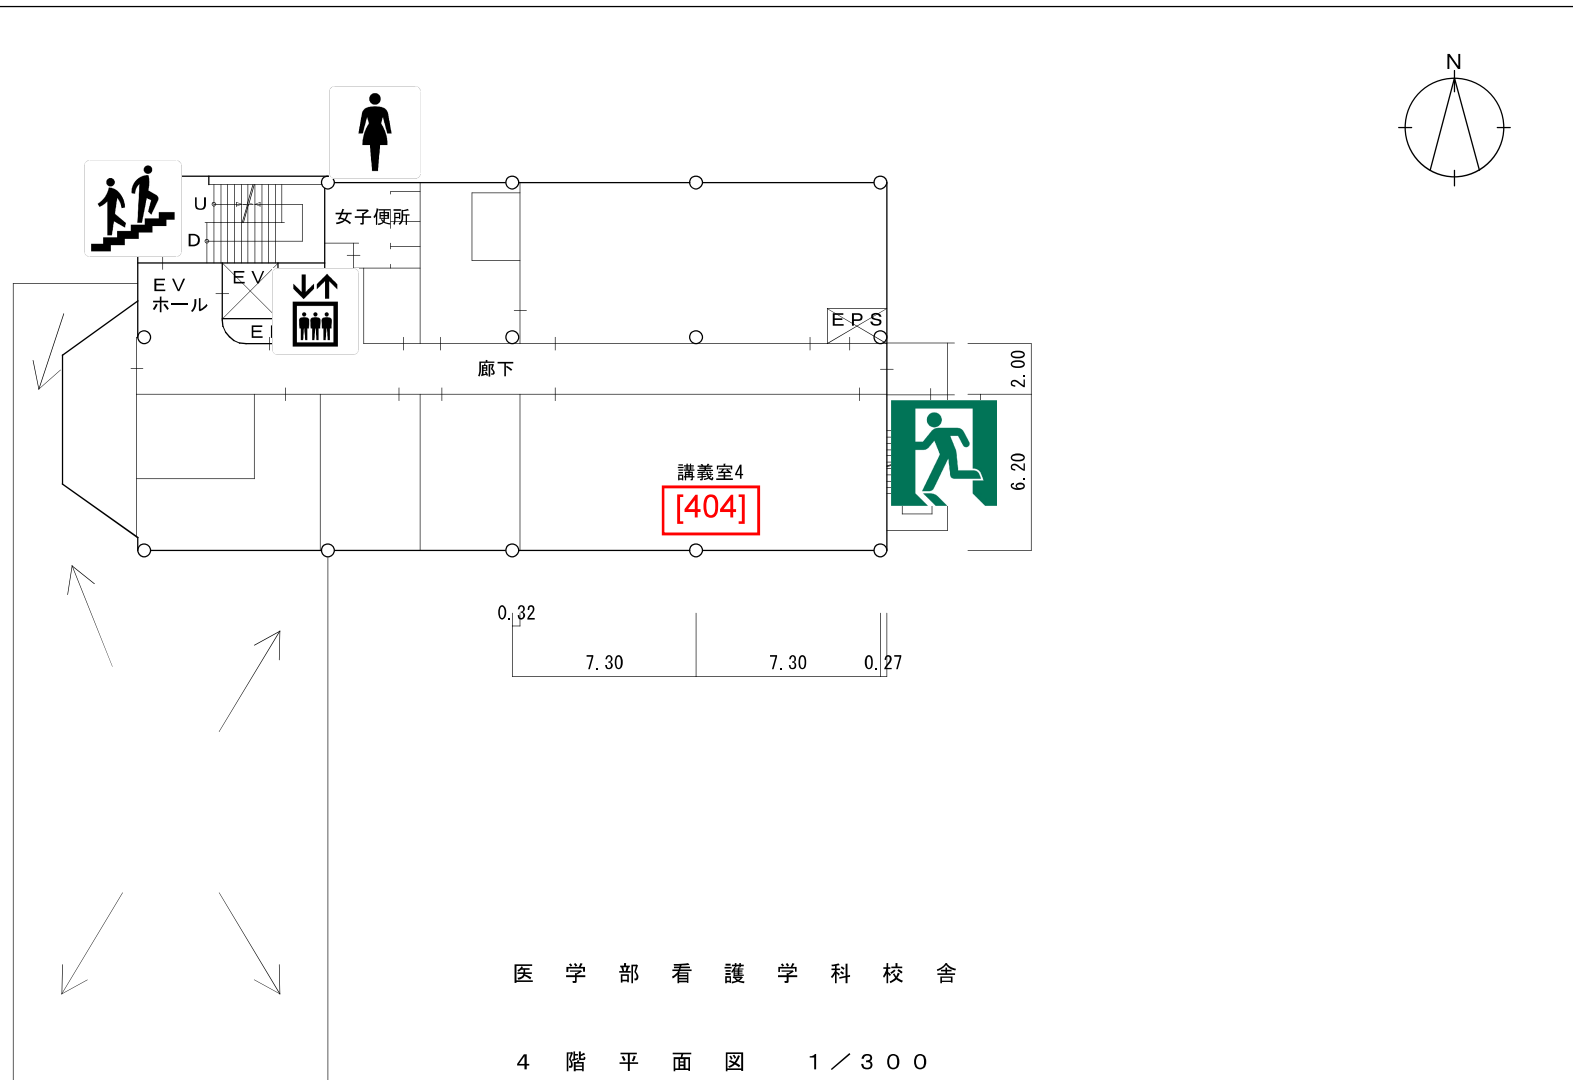 N
U
女子便所
D
EV
EV
ホール
EPS
E
廊下
2.00
6.20
講義室4
[404]
0.32
7.30
7.30
0.27
医学部看護学科校舎
4階平面図 1/300